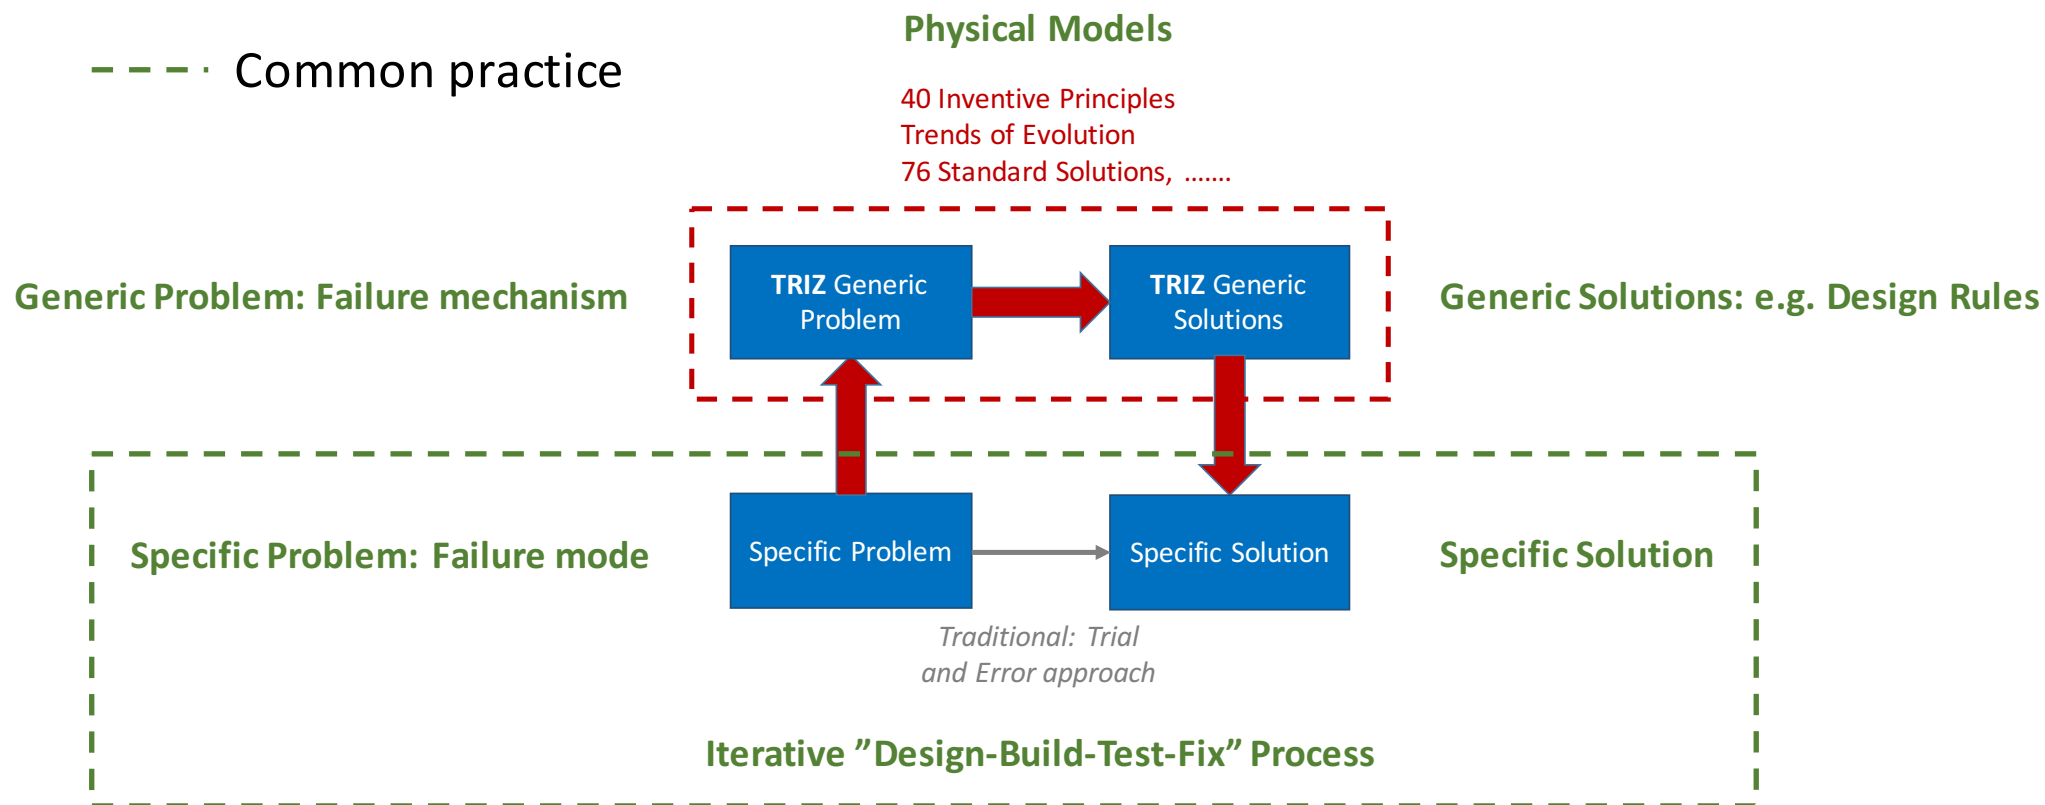 Physical Models
Common practice
40 Inventive Principles
Trends of Evolution
76 Standard Solutions, .......
Generic Problem: Failure mechanism
TRIZ Generic
Problem
TRIZ Generic
Solutions
Generic Solutions: e.g. Design Rules
Specific Problem: Failure mode
Specific Problem
Specific Solution
Specific Solution
Traditional: Trial
and Error approach
Iterative ”Design-Build-Test-Fix” Process